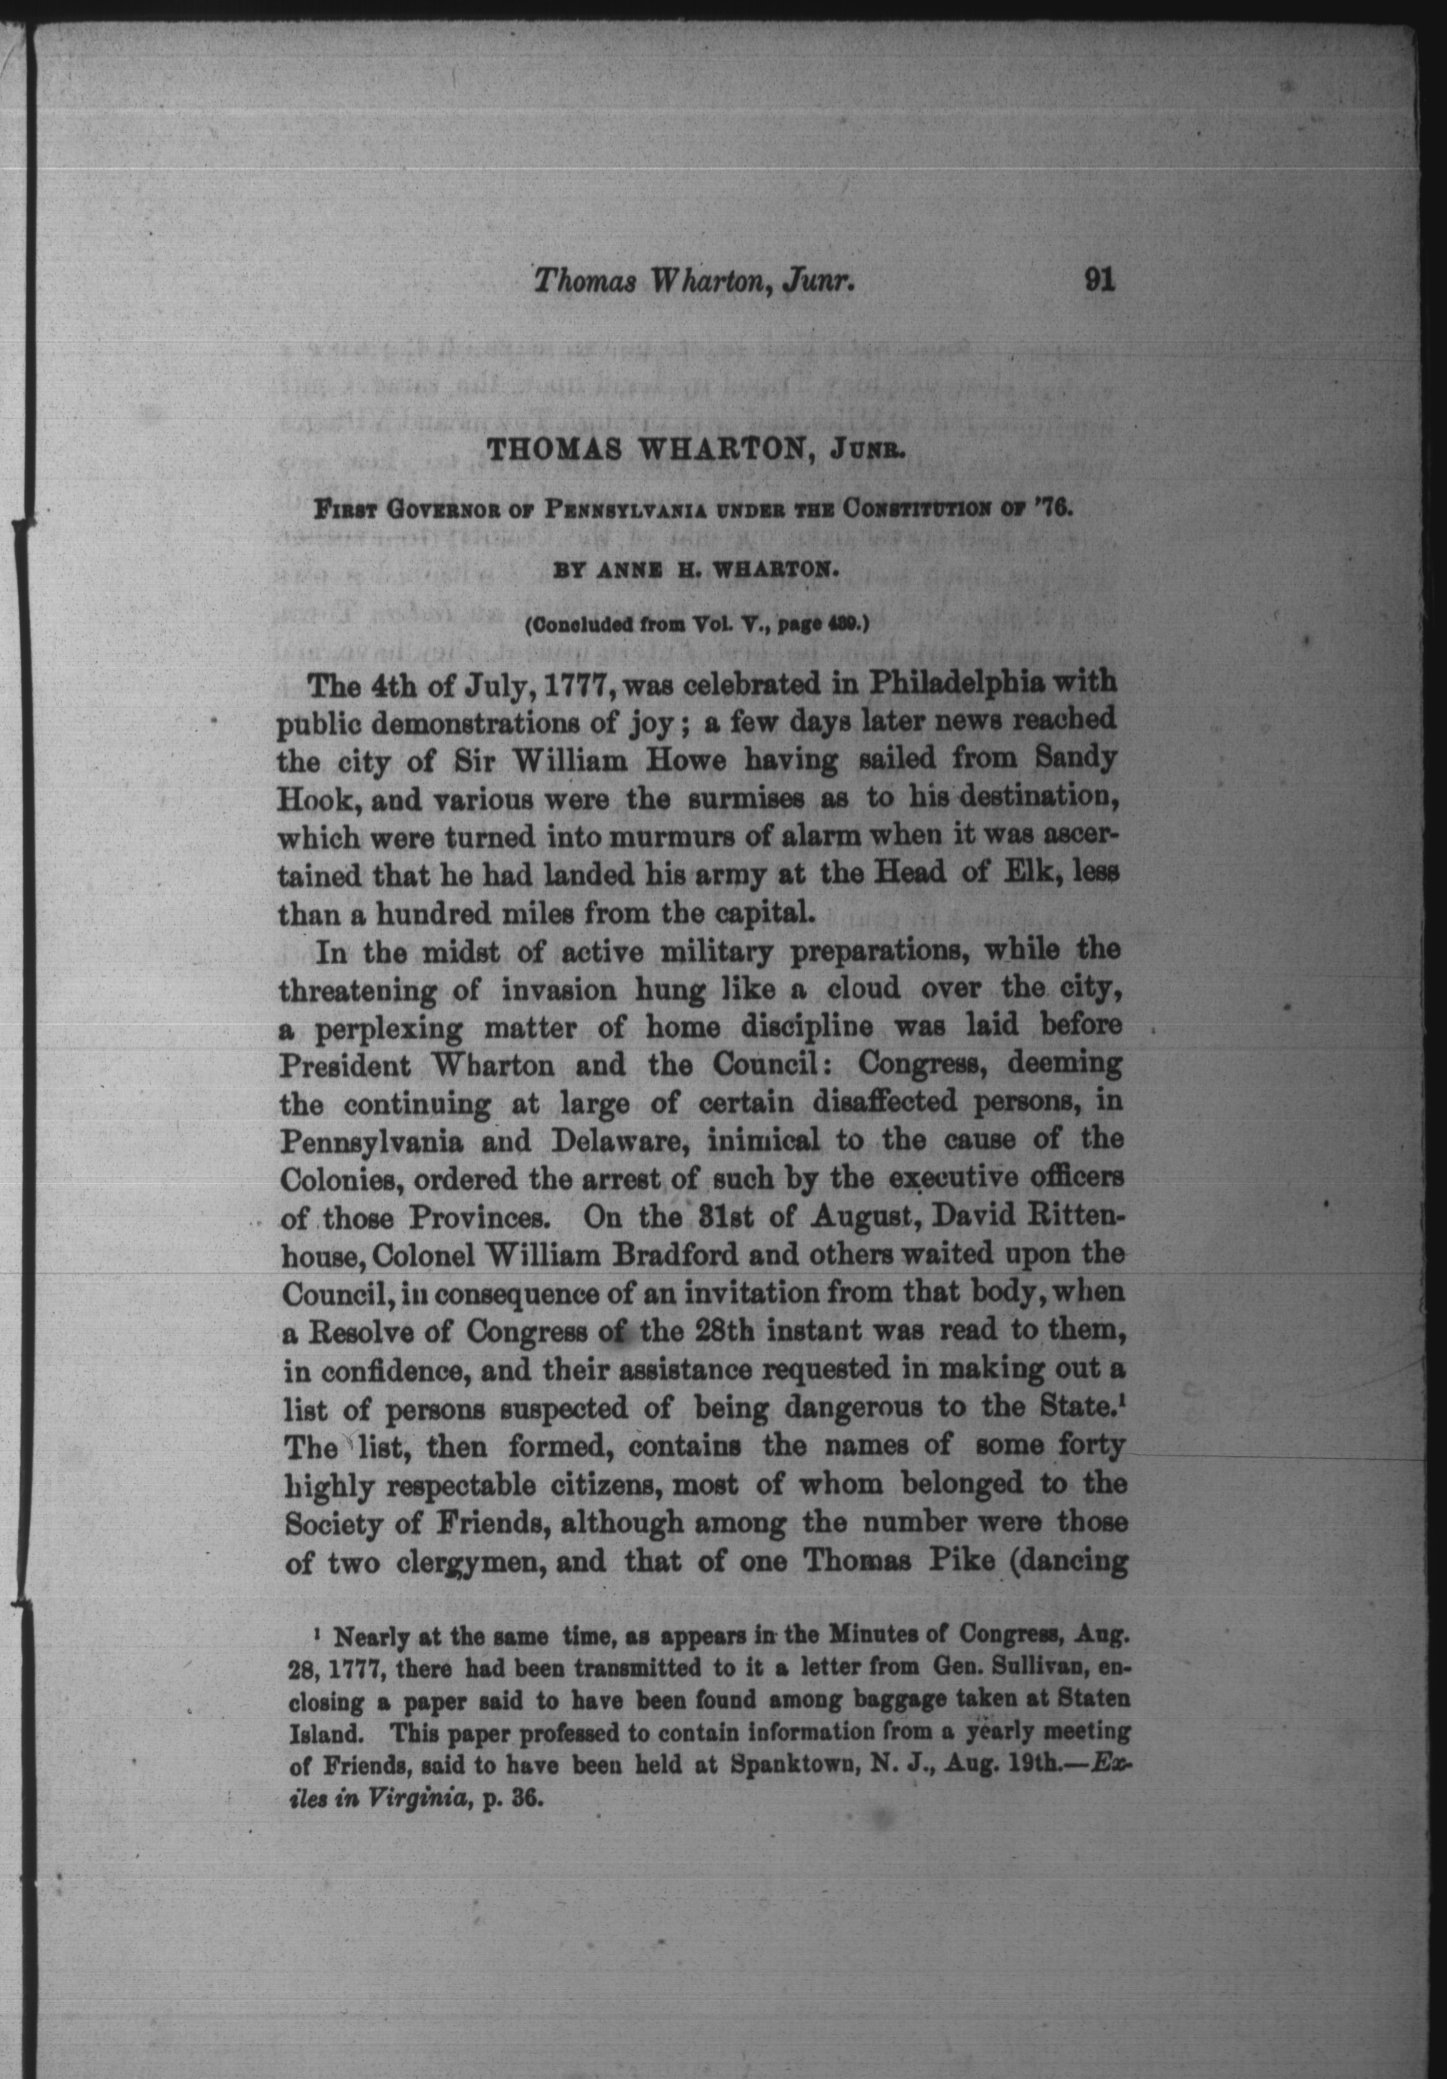 Thomas Wharton, Junr. 91
THOMAS WHARTON, JUNR.
FIRST GOVERNOR OF PENNSYLVANIA UNDER THE CONSTITUTION OF '76.
BY ANNE H. WHARTON.
(Concluded from Vol. V., page 439.)
The 4th of July, 1777, was celebrated in Philadelphia with
public demonstrations of joy; a few days later news reached
the city of Sir William Howe having sailed from Sandy
Hook, and various were the surmises as to his destination,
which were turned into murmurs of alarm when it was ascer-
tained that he had landed his army at the Head of Elk, less
than a hundred miles from the capital.
In the midst of active military preparations, while the
threatening of invasion hung like a cloud over the city,
a perplexing matter of home discipline was laid before
President Wharton and the Council: Congress, deeming
the continuing at large of certain disaffected persons, in
Pennsylvania and Delaware, inimical to the cause of the
Colonies, ordered the arrest of such by the executive officers
of those Provinces. On the 31st of August, David Ritten-
house, Colonel William Bradford and others waited upon the
Council, in consequence of an invitation from that body, when
a Resolve of Congress of the 28th instant was read to them,
in confidence, and their assistance requested in making out a
list of persons suspected of being dangerous to the State.¹
The list, then formed, contains the names of some forty
highly respectable citizens, most of whom belonged to the
Society of Friends, although among the number were those
of two clergymen, and that of one Thomas Pike (dancing
¹ Nearly at the same time, as appears in the Minutes of Congress, Aug.
28, 1777, there had been transmitted to it a letter from Gen. Sullivan, en-
closing a paper said to have been found among baggage taken at Staten
Island. This paper professed to contain information from a yearly meeting
of Friends, said to have been held at Spanktown, N. J., Aug. 19th.—Ex-
iles in Virginia, p. 36.